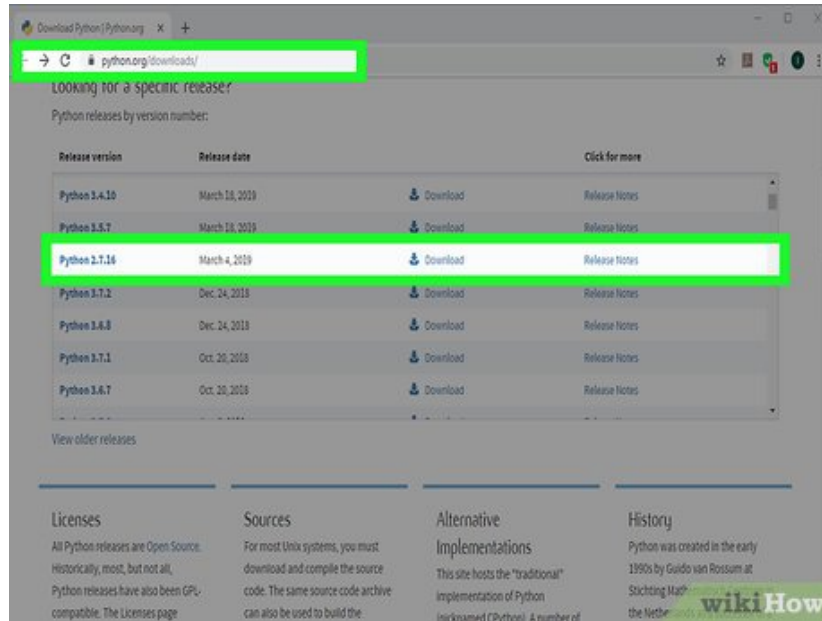 Download Python | Python.org
python.org/downloads/
Looking for a specific release?
Python releases by version number:
Release version Release date Click for more
Python 3.4.10 March 18, 2019 Download Release Notes
Python 3.5.7 March 18, 2019 Download Release Notes
Python 2.7.16 March 4, 2019 Download Release Notes
Python 3.7.2 Dec. 24, 2018 Download Release Notes
Python 3.6.8 Dec. 24, 2018 Download Release Notes
Python 3.7.1 Oct. 20, 2018 Download Release Notes
Python 3.6.7 Oct. 20, 2018 Download Release Notes
View older releases
Licenses
All Python releases are Open Source.
Historically, most, but not all,
Python releases have also been GPL-
compatible. The Licenses page
Sources
For most Unix systems, you must
download and compile the source
code. The same source code archive
can also be used to build the
Alternative
Implementations
This site hosts the "traditional"
implementation of Python
(nicknamed CPython). A number of
History
Python was created in the early
1990s by Guido van Rossum at
Stichting
the
wikiHow